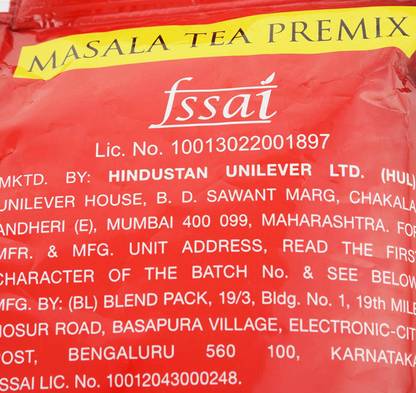 MASALA TEA PREMIX
fssai
Lic. No. 10013022001897
MKTD. BY: HINDUSTAN UNILEVER LTD. (HUL)
UNILEVER HOUSE, B. D. SAWANT MARG, CHAKALA
ANDHERI (E), MUMBAI 400 099, MAHARASHTRA. FOR
MFR. & MFG. UNIT ADDRESS, READ THE FIRST
CHARACTER OF THE BATCH No. & SEE BELOW
MFG. BY: (BL) BLEND PACK, 19/3, Bldg. No. 1, 19th MILE
HOSUR ROAD, BASAPURA VILLAGE, ELECTRONIC-CIT
POST, BENGALURU 560 100, KARNATAKA
FSSAI LIC. No. 10012043000248.